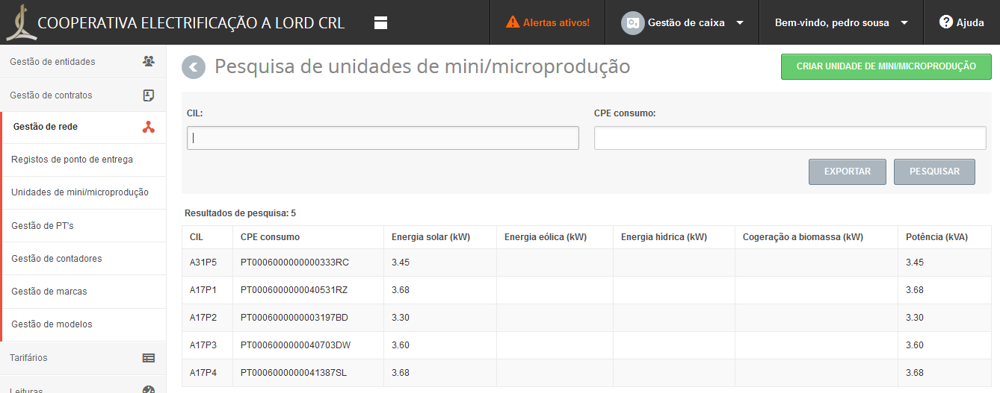 COOPERATIVA ELECTRIFICAÇÃO A LORD CRL
Alertas ativos!
Gestão de caixa
Bem-vindo, pedro sousa
Ajuda
Gestão de entidades
Gestão de contratos
Gestão de rede
Registos de ponto de entrega
Unidades de mini/microprodução
Gestão de PT's
Gestão de contadores
Gestão de marcas
Gestão de modelos
Tarifários
Leituras
Pesquisa de unidades de mini/microprodução
CRIAR UNIDADE DE MINI/MICROPRODUÇÃO
CIL: CPE consumo:
EXPORTAR PESQUISAR
Resultados de pesquisa: 5
CIL CPE consumo Energia solar (kW) Energia eólica (kW) Energia hídrica (kW) Cogeração a biomassa (kW) Potência (kVA)
A31P5 PT0006000000000333RC 3.45 3.45
A17P1 PT0006000000040531RZ 3.68 3.68
A17P2 PT0006000000003197BD 3.30 3.30
A17P3 PT0006000000040703DW 3.60 3.60
A17P4 PT0006000000041387SL 3.68 3.68